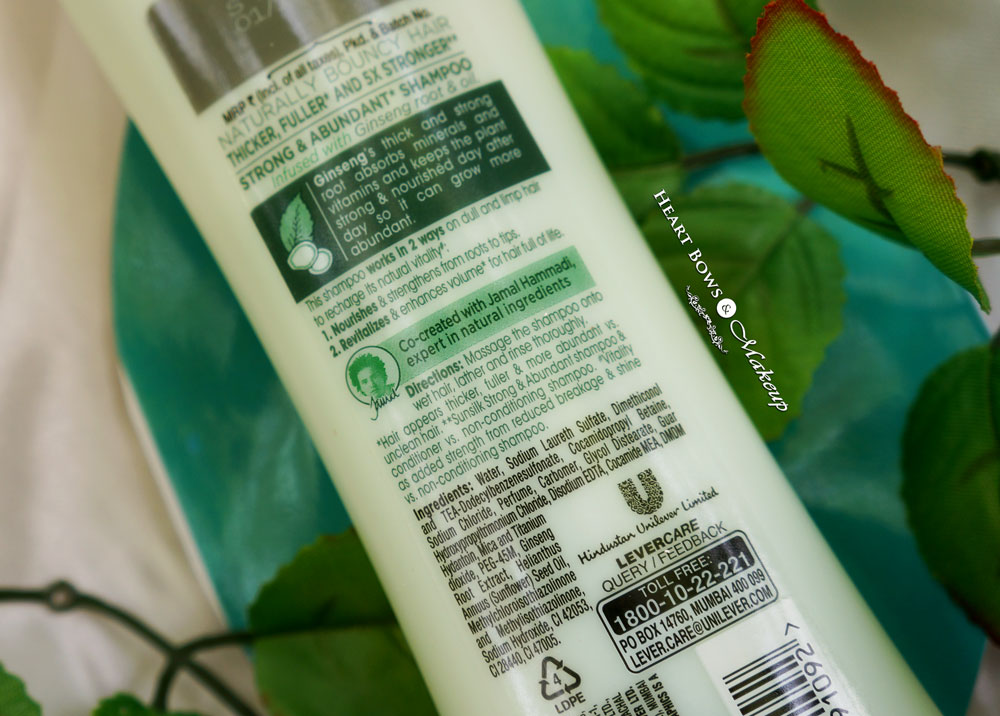 S
01/
MRP ₹ (Incl. of all taxes), Pkd. & Batch No.
NATURALLY BOUNCY HAIR
THICKER, FULLER* AND 5X STRONGER**
STRONG & ABUNDANT* SHAMPOO
Infused with Ginseng root & oil
Ginseng's thick and strong
root absorbs minerals and
vitamins and keeps the plant
strong & nourished day after
day so it can grow more
abundant.
This shampoo works in 2 ways on dull and limp hair
to recharge its natural vitality^.
1. Nourishes & strengthens from roots to tips.
2. Revitalizes & enhances volume* for hair full of life.
Co-created with Jamal Hammadi,
expert in natural ingredients
Jamal
Directions: Massage the shampoo onto
wet hair, lather and rinse thoroughly.
*Hair appears thicker, fuller, & more abundant vs.
unclean hair. **Sunsilk Strong & Abundant shampoo &
conditioner vs. non-conditioning shampoo. ^Vitality
as added strength from reduced breakage & shine
vs. non-conditioning shampoo.
Ingredients: Water, Sodium Laureth Sulfate, Dimethiconol
and TEA-Dodecylbenzenesulfonate, Cocamidopropyl Betaine,
Sodium Chloride, Perfume, Carbomer, Glycol Distearate, Guar
Hydroxypropyltrimonium Chloride, Disodium EDTA, Cocamide MEA, DMDM
Hydantoin, Mica and Titanium
dioxide, PEG-45M, Ginseng
Root Extract, Helianthus
Annuus (Sunflower) Seed Oil,
Methylchloroisothiazolinone
and Methylisothiazolinone,
Sodium Hydroxide, CI 42053,
CI 28440, CI 47005.
Hindustan Unilever Limited
LEVERCARE
QUERY / FEEDBACK
TOLL FREE:
1800-10-22-221
PO BOX 14760, MUMBAI 400 099
LEVER.CARE@UNILEVER.COM
4
LDPE
HEART BOWS & Makeup